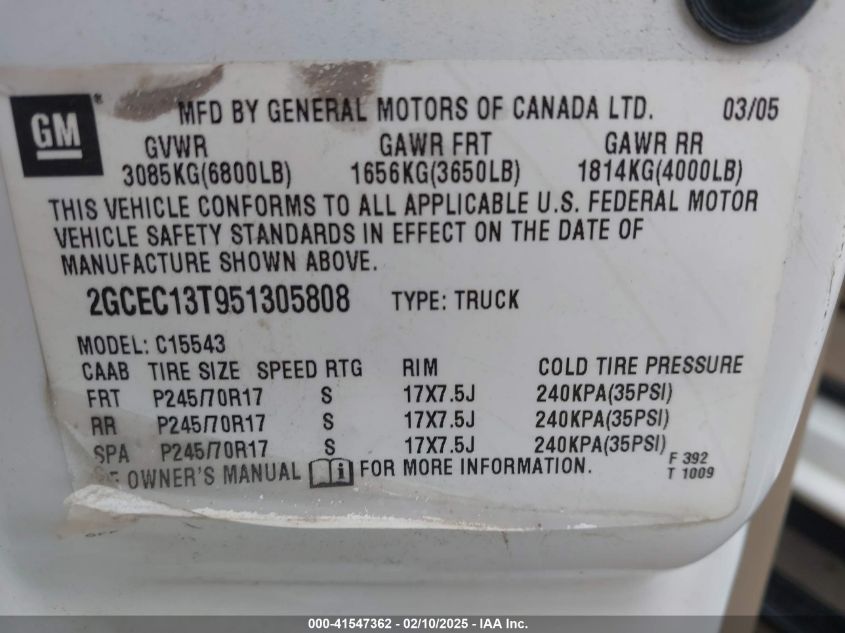 GM® MFD BY GENERAL MOTORS OF CANADA LTD. 03/05
GVWR GAWR FRT GAWR RR
3085KG(6800LB) 1656KG(3650LB) 1814KG(4000LB)
THIS VEHICLE CONFORMS TO ALL APPLICABLE U.S. FEDERAL MOTOR
VEHICLE SAFETY STANDARDS IN EFFECT ON THE DATE OF
MANUFACTURE SHOWN ABOVE.
2GCEC13T951305808 TYPE: TRUCK
MODEL: C15543
CAAB TIRE SIZE SPEED RTG RIM COLD TIRE PRESSURE
FRT P245/70R17 S 17X7.5J 240KPA(35PSI)
RR P245/70R17 S 17X7.5J 240KPA(35PSI)
SPA P245/70R17 S 17X7.5J 240KPA(35PSI)
OWNER'S MANUAL FOR MORE INFORMATION.
F 392
T 1009
000-41547362 - 02/10/2025 - IAA Inc.